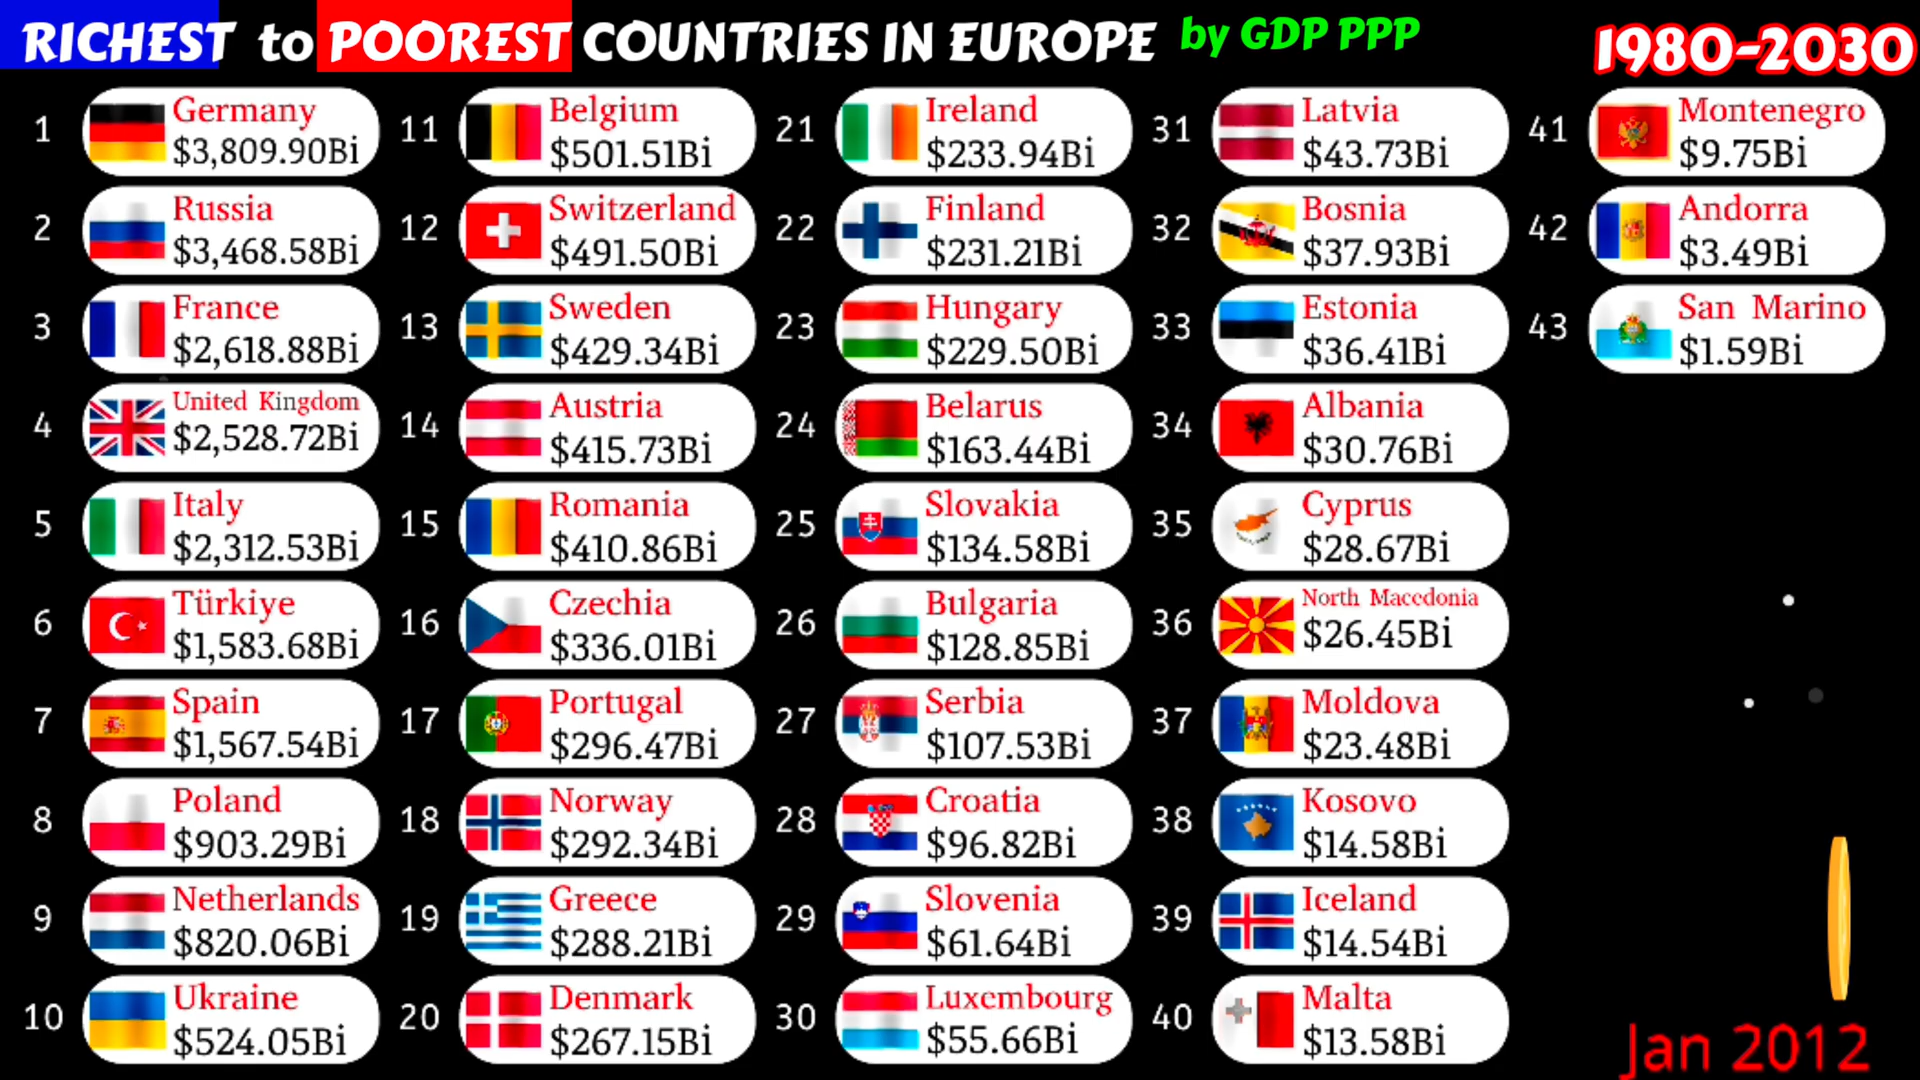 RICHEST to POOREST COUNTRIES IN EUROPE by GDP PPP
1980-2030
1
Germany
$3,809.90Bi
2
Russia
$3,468.58Bi
3
France
$2,618.88Bi
4
United Kingdom
$2,528.72Bi
5
Italy
$2,312.53Bi
6
Türkiye
$1,583.68Bi
7
Spain
$1,567.54Bi
8
Poland
$903.29Bi
9
Netherlands
$820.06Bi
10
Ukraine
$524.05Bi
11
Belgium
$501.51Bi
12
Switzerland
$491.50Bi
13
Sweden
$429.34Bi
14
Austria
$415.73Bi
15
Romania
$410.86Bi
16
Czechia
$336.01Bi
17
Portugal
$296.47Bi
18
Norway
$292.34Bi
19
Greece
$288.21Bi
20
Denmark
$267.15Bi
21
Ireland
$233.94Bi
22
Finland
$231.21Bi
23
Hungary
$229.50Bi
24
Belarus
$163.44Bi
25
Slovakia
$134.58Bi
26
Bulgaria
$128.85Bi
27
Serbia
$107.53Bi
28
Croatia
$96.82Bi
29
Slovenia
$61.64Bi
30
Luxembourg
$55.66Bi
31
Latvia
$43.73Bi
32
Bosnia
$37.93Bi
33
Estonia
$36.41Bi
34
Albania
$30.76Bi
35
Cyprus
$28.67Bi
36
North Macedonia
$26.45Bi
37
Moldova
$23.48Bi
38
Kosovo
$14.58Bi
39
Iceland
$14.54Bi
40
Malta
$13.58Bi
41
Montenegro
$9.75Bi
42
Andorra
$3.49Bi
43
San Marino
$1.59Bi
Jan 2012